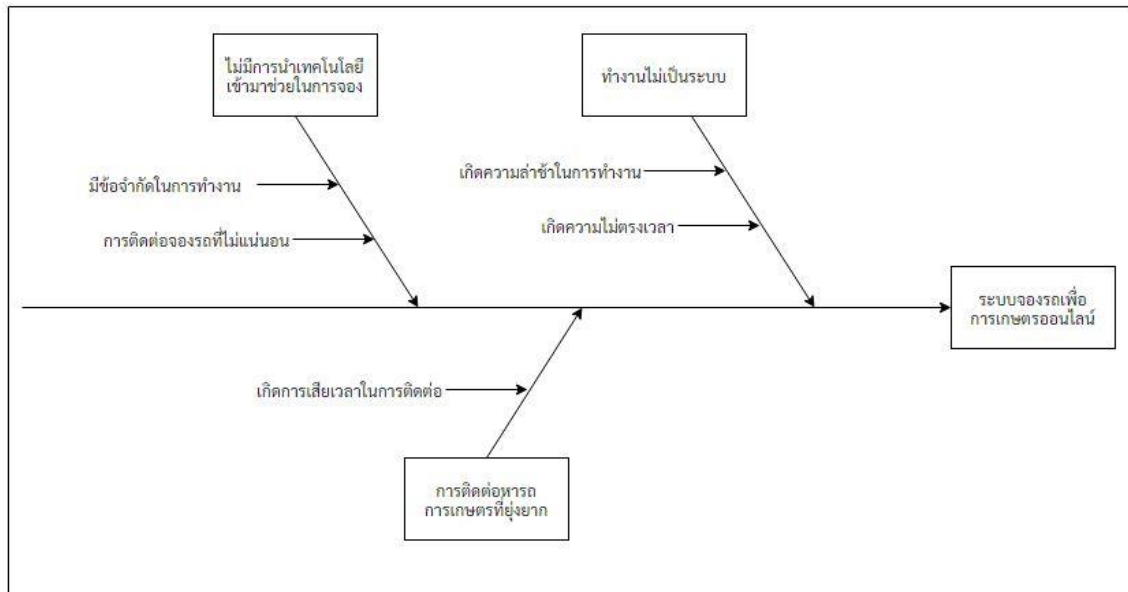 ไม่มีการนำเทคโนโลยี
เข้ามาช่วยในการจอง
ทำงานไม่เป็นระบบ
มีข้อจำกัดในการทำงาน
เกิดความล่าช้าในการทำงาน
การติดต่อจองรถที่ไม่แน่นอน
เกิดความไม่ตรงเวลา
ระบบจองรถเพื่อ
การเกษตรออนไลน์
เกิดการเสียเวลาในการติดต่อ
การติดต่อหารถ
การเกษตรที่ยุ่งยาก